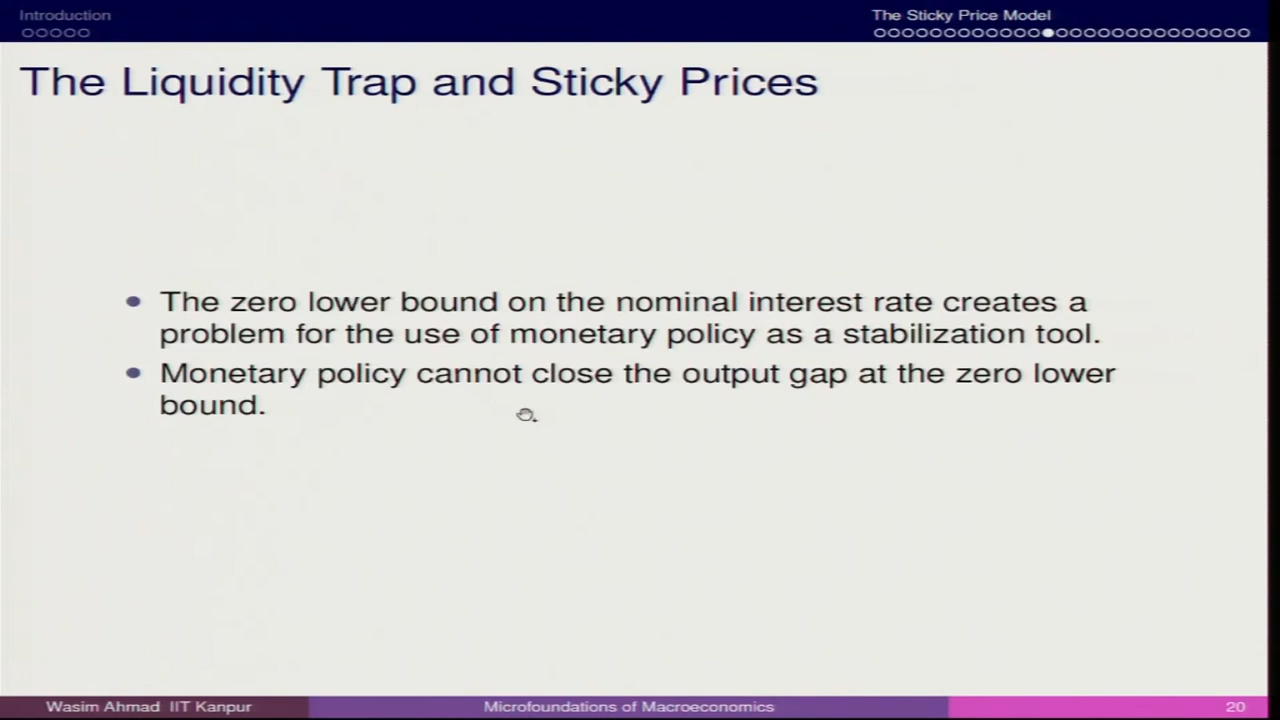 Introduction
The Sticky Price Model
The Liquidity Trap and Sticky Prices
The zero lower bound on the nominal interest rate creates a
problem for the use of monetary policy as a stabilization tool.
Monetary policy cannot close the output gap at the zero lower
bound.
Wasim Ahmad IIT Kanpur
Microfoundations of Macroeconomics
20